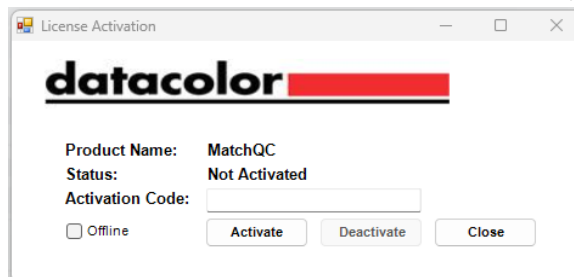 License Activation
datacolor
Product Name: MatchQC
Status: Not Activated
Activation Code:
Offline Activate Deactivate Close